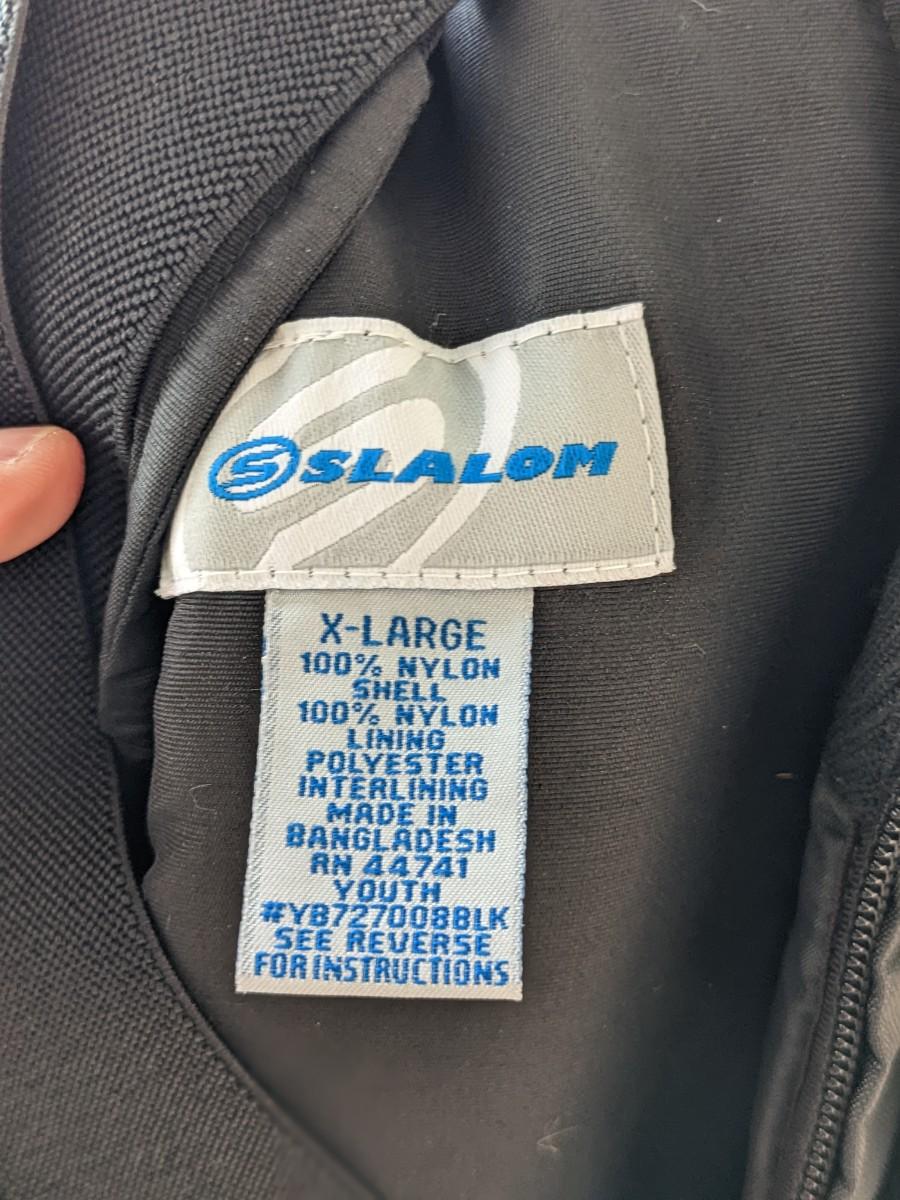 S SLALOM
X-LARGE
100% NYLON
SHELL
100% NYLON
LINING
POLYESTER
INTERLINING
MADE IN
BANGLADESH
RN 44741
YOUTH
#YB727008BLK
SEE REVERSE
FOR INSTRUCTIONS